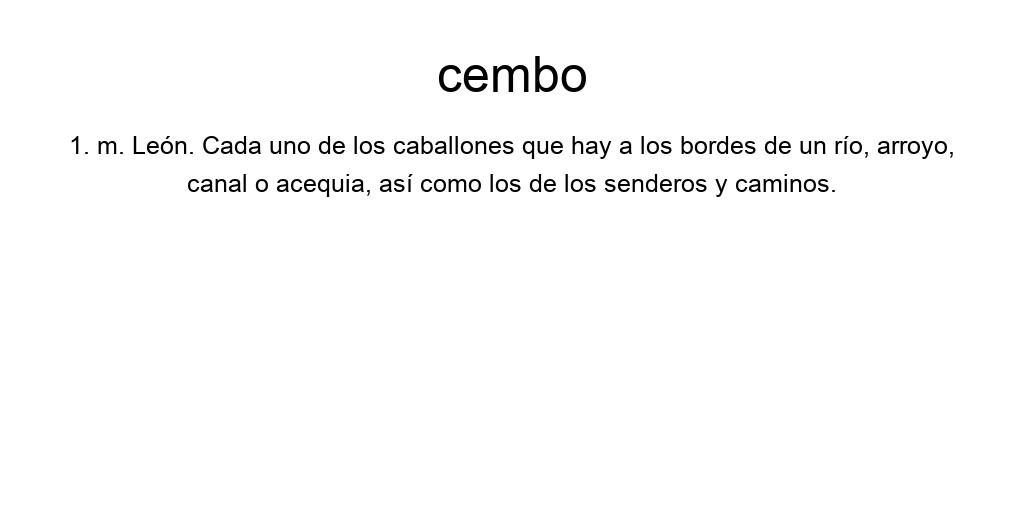 cembo
1. m. León. Cada uno de los caballones que hay a los bordes de un río, arroyo,
canal o acequia, así como los de los senderos y caminos.